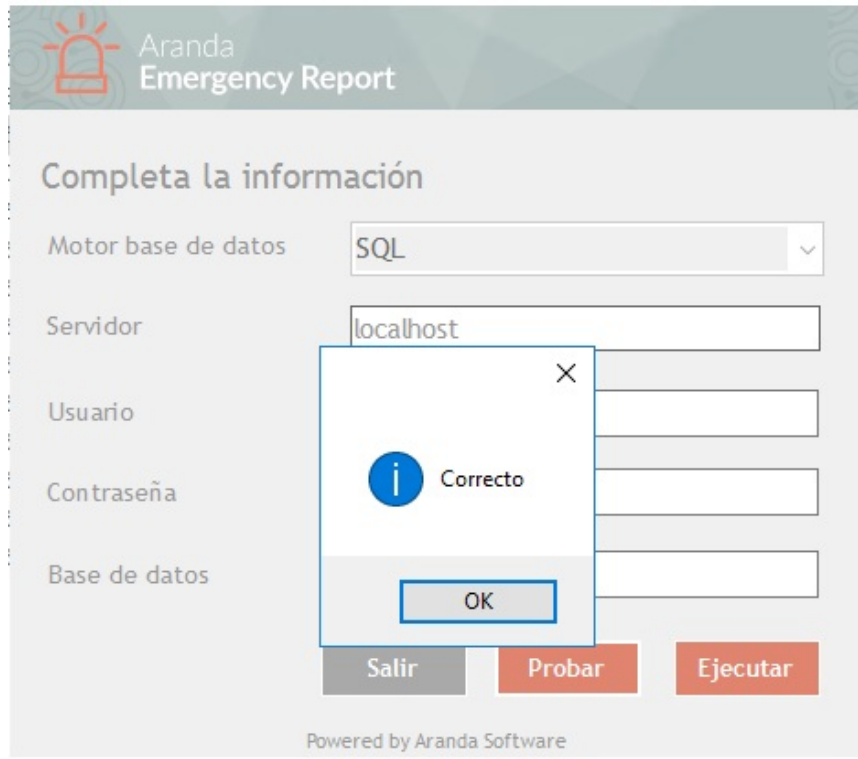 Aranda
Emergency Report
Completa la información
Motor base de datos
SQL
Servidor
localhost
Usuario
Contraseña
Base de datos
Correcto
OK
Salir
Probar
Ejecutar
Powered by Aranda Software